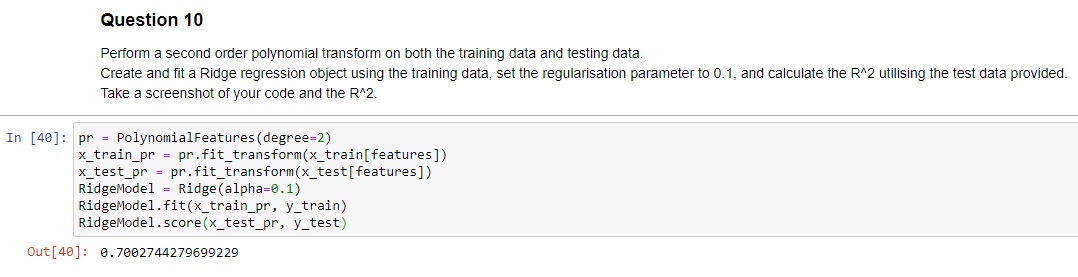 Question 10
Perform a second order polynomial transform on both the training data and testing data.
Create and fit a Ridge regression object using the training data, set the regularisation parameter to 0.1, and calculate the R^2 utilising the test data provided.
Take a screenshot of your code and the R^2.
In [40]: pr = PolynomialFeatures(degree=2)
x_train_pr = pr.fit_transform(x_train[features])
x_test_pr = pr.fit_transform(x_test[features])
RidgeModel = Ridge(alpha=0.1)
RidgeModel.fit(x_train_pr, y_train)
RidgeModel.score(x_test_pr, y_test)
Out[40]: 0.7002744279699229